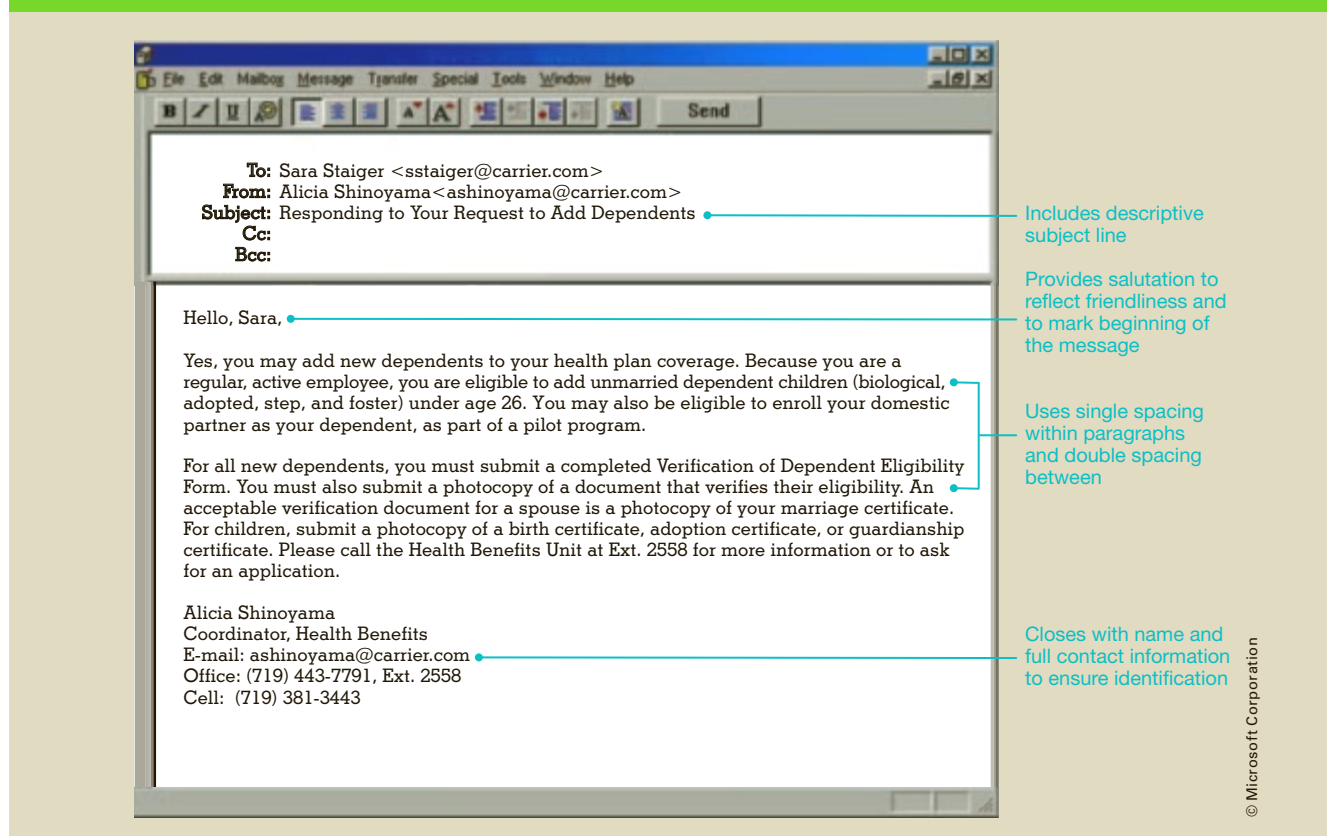 File Edit Mailbox Message Transfer Special Tools Window Help
B I U A A Send
To: Sara Staiger <sstaiger@carrier.com>
From: Alicia Shinoyama<ashinoyama@carrier.com>
Subject: Responding to Your Request to Add Dependents
Cc:
Bcc:
Includes descriptive
subject line
Hello, Sara,
Provides salutation to
reflect friendliness and
to mark beginning of
the message
Yes, you may add new dependents to your health plan coverage. Because you are a
regular, active employee, you are eligible to add unmarried dependent children (biological,
adopted, step, and foster) under age 26. You may also be eligible to enroll your domestic
partner as your dependent, as part of a pilot program.
Uses single spacing
within paragraphs
and double spacing
between
For all new dependents, you must submit a completed Verification of Dependent Eligibility
Form. You must also submit a photocopy of a document that verifies their eligibility. An
acceptable verification document for a spouse is a photocopy of your marriage certificate.
For children, submit a photocopy of a birth certificate, adoption certificate, or guardianship
certificate. Please call the Health Benefits Unit at Ext. 2558 for more information or to ask
for an application.
Alicia Shinoyama
Coordinator, Health Benefits
E-mail: ashinoyama@carrier.com
Office: (719) 443-7791, Ext. 2558
Cell: (719) 381-3443
Closes with name and
full contact information
to ensure identification
© Microsoft Corporation